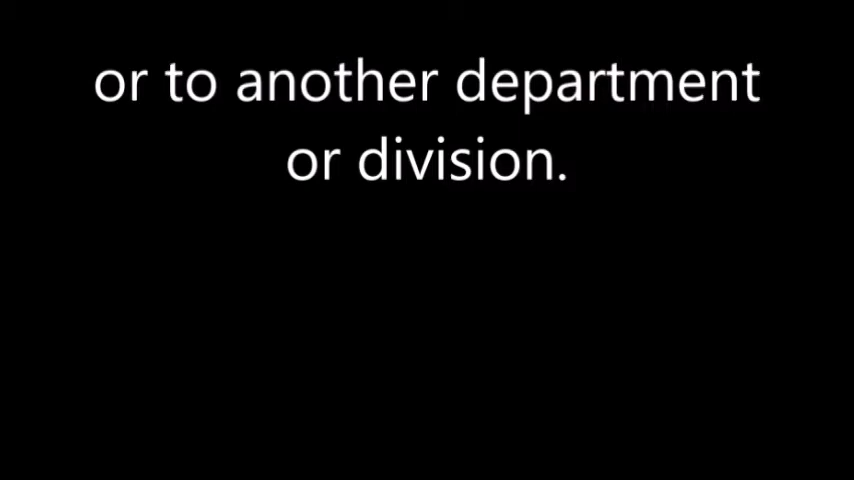 or to another department
or division.